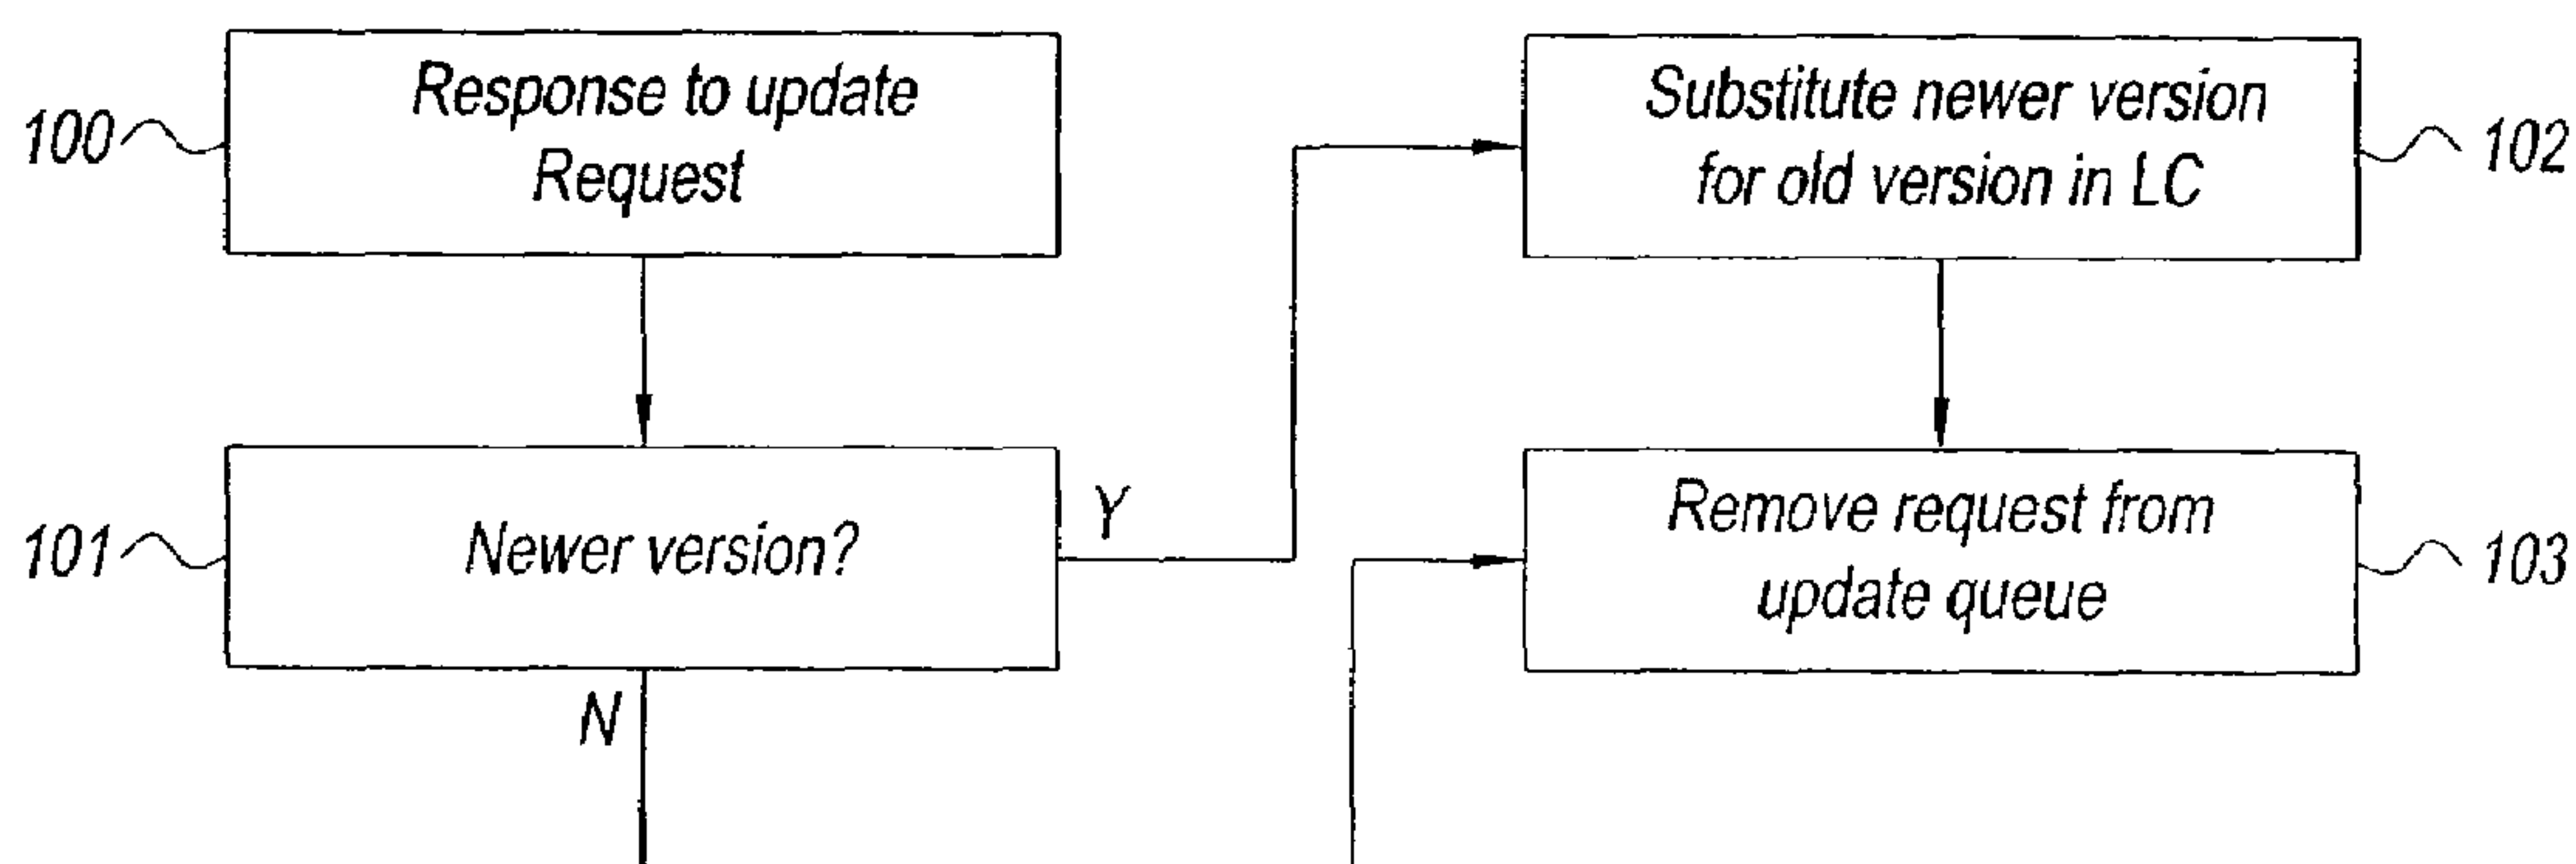 100
Response to update
Request
101
Newer version?
Y
N
Substitute newer version
for old version in LC
102
Remove request from
update queue
103